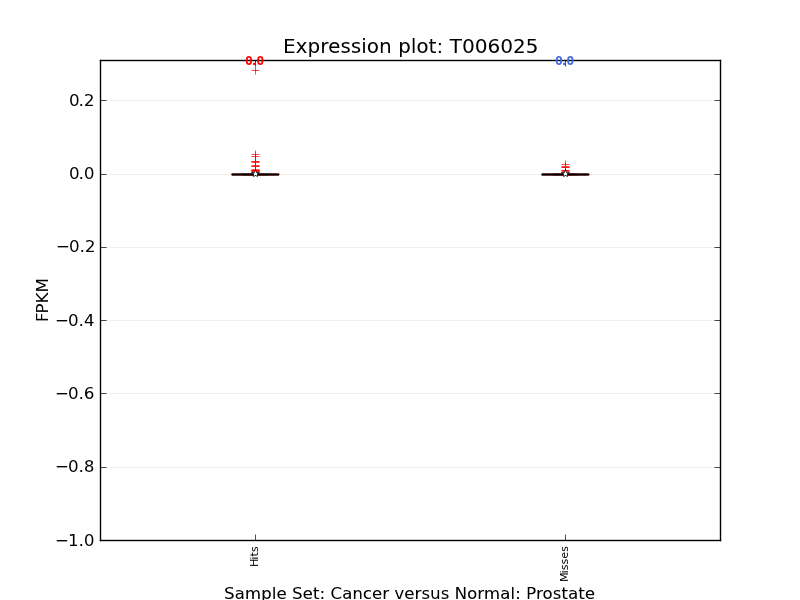 Expression plot: T006025
0.0
0.0
0.2
0.0
−0.2
−0.4
−0.6
−0.8
−1.0
FPKM
Hits
Misses
Sample Set: Cancer versus Normal: Prostate